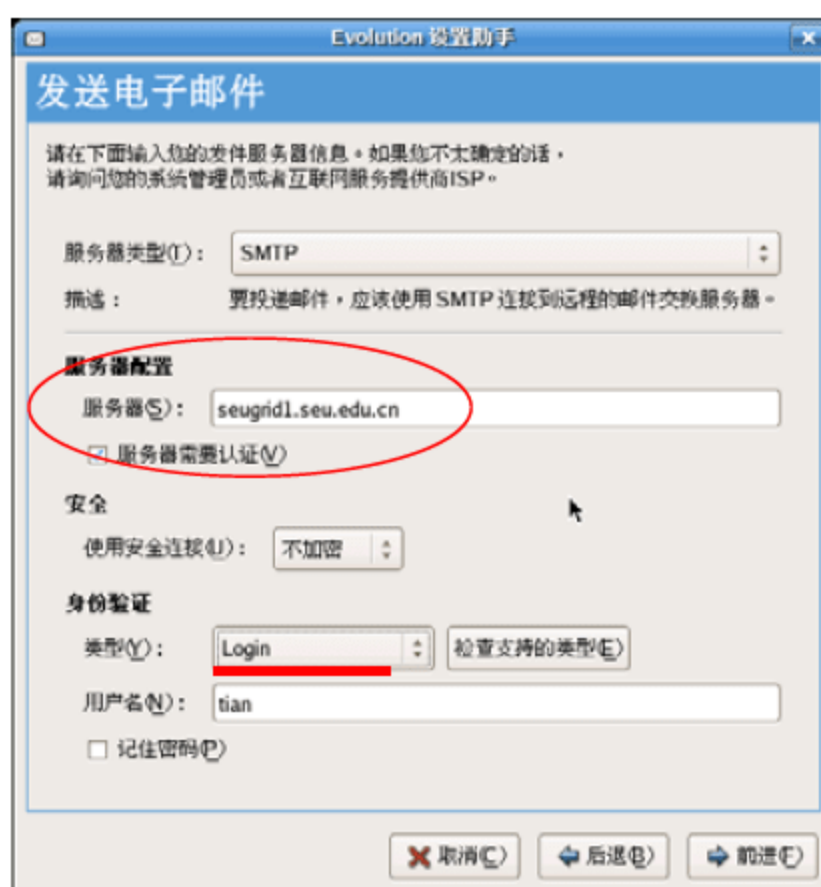 Evolution 设置助手
发送电子邮件
请在下面输入您的发件服务器信息。如果您不太确定的话，
请询问您的系统管理员或者互联网服务提供商ISP。
服务器类型(T)： SMTP
描述： 要投递邮件，应该使用 SMTP 连接到远程的邮件交换服务器。
服务器配置
服务器(S)： seugrid1.seu.edu.cn
服务器需要认证(V)
安全
使用安全连接(U)： 不加密
身份验证
类型(Y)： Login 检查支持的类型(E)
用户名(N)： tian
记住密码(P)
取消(C) 后退(B) 前进(F)